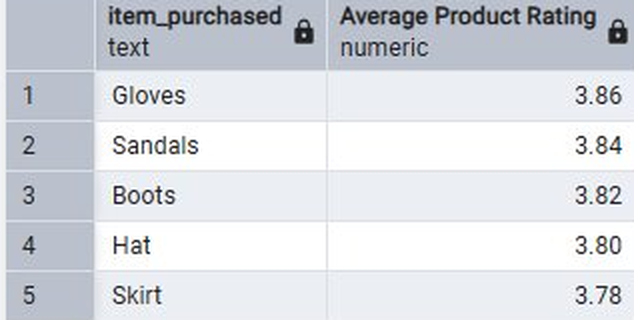 item_purchased Average Product Rating
text numeric
1 Gloves 3.86
2 Sandals 3.84
3 Boots 3.82
4 Hat 3.80
5 Skirt 3.78